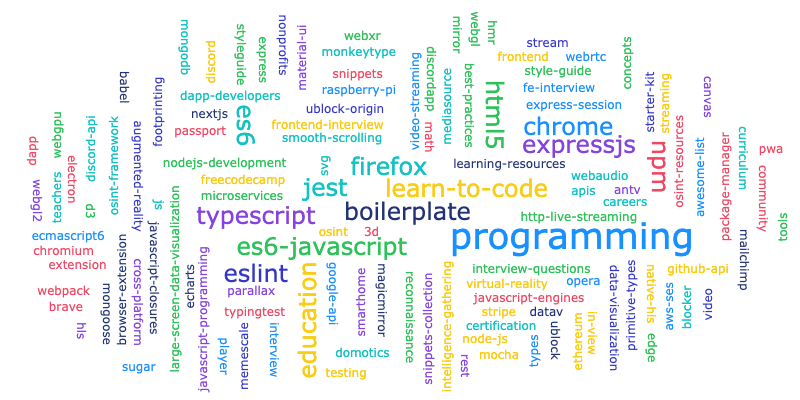 mongodb
discord
styleguide
express
nonprofits
material-ui
webxr
monkeytype
snippets
raspberry-pi
ublock-origin
video-streaming
ddapdiscord
math
mirror
webgl
hmr
stream
frontend
webrtc
style-guide
fe-interview
express-session
concepts
starter-kit
streaming
canvas
babel
footprinting
dapp-developers
nextjs
passport
es6
frontend-interview
smooth-scrolling
mediasource
best-practices
html5
chrome
expressjs
npm
osint-resources
awesome-list
package-manager
curriculum
pwa
community
tools
dapp
webgpu
electron
discord-api
osint-framework
augmented-reality
webgl2
teachers
p3
js
nodejs-development
freecodecamp
microservices
svg
firefox
jest
learn-to-code
learning-resources
webaudio
apis
antv
careers
typescript
boilerplate
http-live-streaming
programming
mailchimp
ecmascript6
chromium
extension
webpack
brave
hls
mongoose
browser-extension
cross-platform
javascript-closures
large-screen-data-visualization
echarts
javascript-programming
es6-javascript
osint
3d
eslint
parallax
typingtest
player
memescale
interview
education
google-api
smarthome
magicmirror
domotics
testing
reconnaissance
snippets-collection
intelligence-gathering
rest
interview-questions
virtual-reality
opera
javascript-engines
stripe
datav
certification
node-js
mocha
types
ublock
ethereum
in-view
data-visualization
primitive-types
native-hls
edge
github-api
aws-ses
blocker
video
sugar